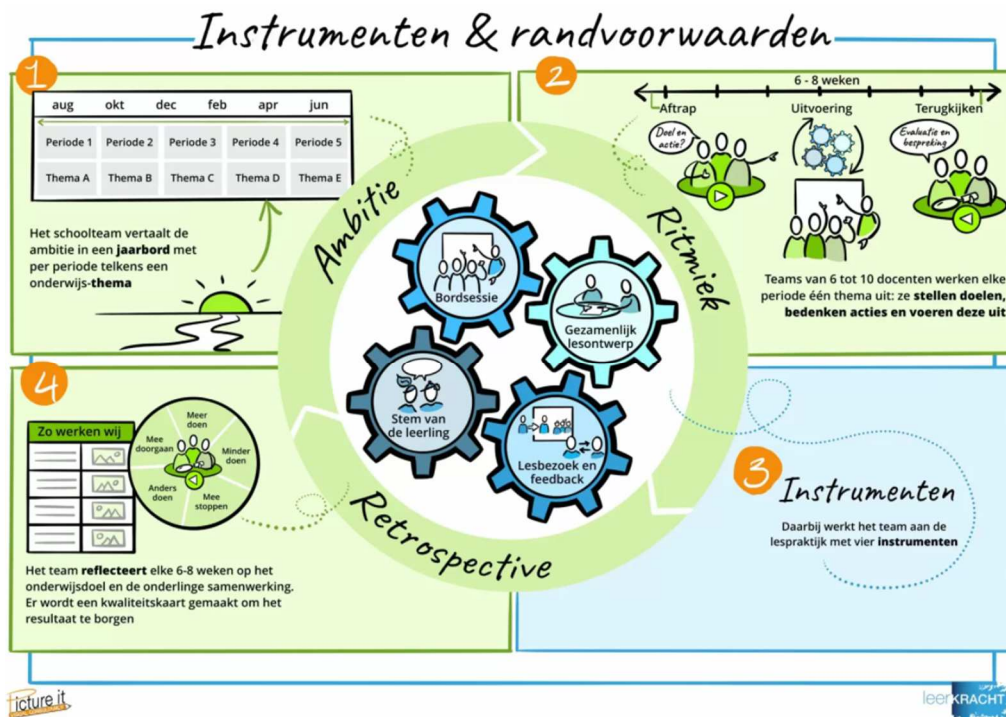 Instrumenten & randvoorwaarden
1
aug okt dec feb apr jun
Periode 1 Periode 2 Periode 3 Periode 4 Periode 5
Thema A Thema B Thema C Thema D Thema E
Het schoolteam vertaalt de
ambitie in een jaarbord met
per periode telkens een
onderwijs-thema
2
6 - 8 weken
Aftrap Uitvoering Terugkijken
Doel en
actie?
Evaluatie en
bespreking
Teams van 6 tot 10 docenten werken elke
periode één thema uit: ze stellen doelen,
bedenken acties en voeren deze uit
Ambitie
Ritmiek
Retrospective
Bordsessie
Gezamenlijk
lesontwerp
Stem van
de leerling
Lesbezoek en
feedback
3
Instrumenten
Daarbij werkt het team aan de
lespraktijk met vier instrumenten
4
Zo werken wij
Meer
doen
Minder
doen
Mee
stoppen
Anders
doen
Mee
doorgaan
Het team reflecteert elke 6-8 weken op het
onderwijsdoel en de onderlinge samenwerking.
Er wordt een kwaliteitskaart gemaakt om het
resultaat te borgen
Picture it
leerKRACHT